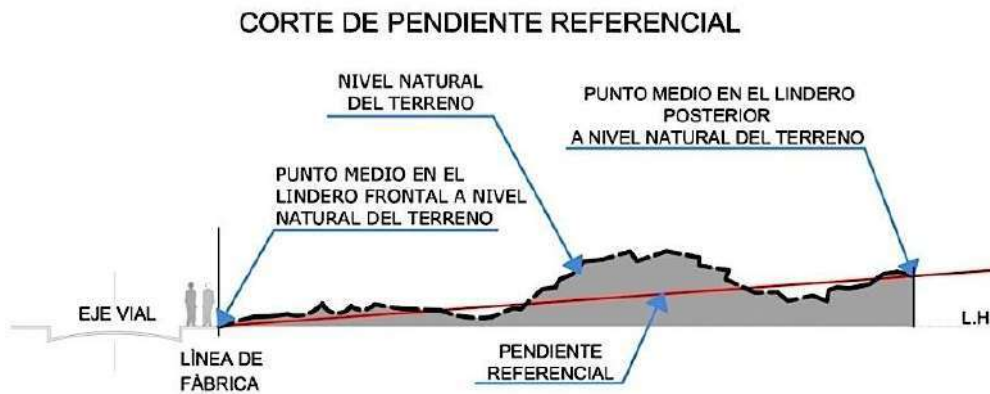 CORTE DE PENDIENTE REFERENCIAL
NIVEL NATURAL
DEL TERRENO
PUNTO MEDIO EN EL LINDERO
POSTERIOR
A NIVEL NATURAL DEL TERRENO
PUNTO MEDIO EN EL
LINDERO FRONTAL A NIVEL
NATURAL DEL TERRENO
EJE VIAL
L.H
LÌNEA DE
FÀBRICA
PENDIENTE
REFERENCIAL